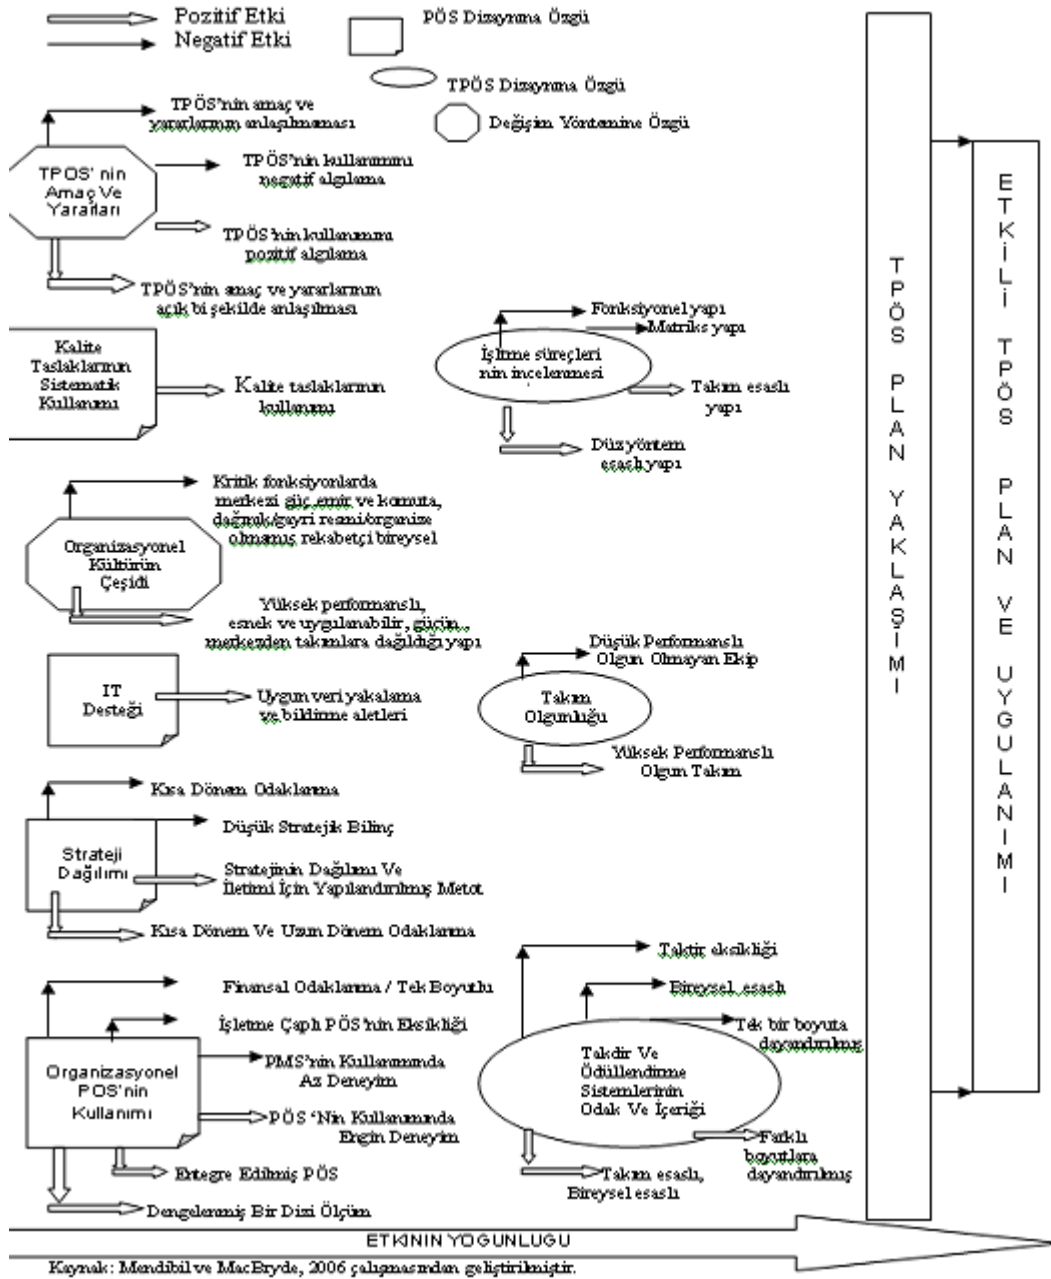 Pozitif Etki
Negatif Etki
PÖS Dizaynına Özgü
TPÖS Dizaynına Özgü
Değişim Yöntemine Özgü
TPÖS'nin amaç ve
yararlarının anlaşılmaması
TPÖS' nin
Amaç Ve
Yararları
TPÖS'nin kullanımını
negatif algılama
TPÖS'nin kullanımını
pozitif algılama
TPÖS'nin amaç ve yararlarının
açık bi şekilde anlaşılması
Kalite
Taslaklarının
Sistematik
Kullanımı
Kalite taslaklarının
kullanımı
Fonksiyonel yapı
Matriks yapı
İşltme süreçleri
nin incelenmesi
Takım esaslı
yapı
Düz yöntem
esaslı yapı
Kritik fonksiyonlarda
merkezi güç, emir ve komuta,
dağınık/gayri resmi/organize
olmamış rekabetçi bireysel
Organizasyonel
Kültürün
Çeşidi
Yüksek performanslı,
esnek ve uygulanabilir, gücün,
merkezden takımlara dağıldığı yapı
IT
Desteği
Uygun veri yakalama
ve bildirme aletleri
Düşük Performanslı
Olgun Olmayan Ekip
Takım
Olgunluğu
Yüksek Performanslı
Olgun Takım
Kısa Dönem Odaklanma
Düşük Stratejik Bilinç
Strateji
Dağılımı
Stratejinin Dağılımı Ve
İletimi İçin Yapılandırılmış Metot
Kısa Dönem Ve Uzun Dönem Odaklanma
Finansal Odaklanma / Tek Boyutlu
İşletme Çaplı PÖS'nin Eksikliği
Organizasyonel
POS'nin
Kullanımı
PMS'nin Kullanımında
Az Deneyim
PÖS 'Nin Kullanımında
Engin Deneyim
Entegre Edilmiş PÖS
Dengelenmiş Bir Dizi Ölçüm
Taktir eksikliği
Bireysel esaslı
Tek bir boyuta
dayandırılmış
Takdir Ve
Ödüllendirme
Sistemlerinin
Odak Ve İçeriği
Farklı
boyutlara
dayandırılmış
Takım esaslı,
Bireysel esaslı
TPÖS PLAN YAKLAŞIMI
ETKİLİ TPÖS PLAN VE UYGULANIMI
ETKİNİN YOGUNLUGU
Kaynak: Mendibil ve MacBryde, 2006 çalışmasından geliştirilmiştir.